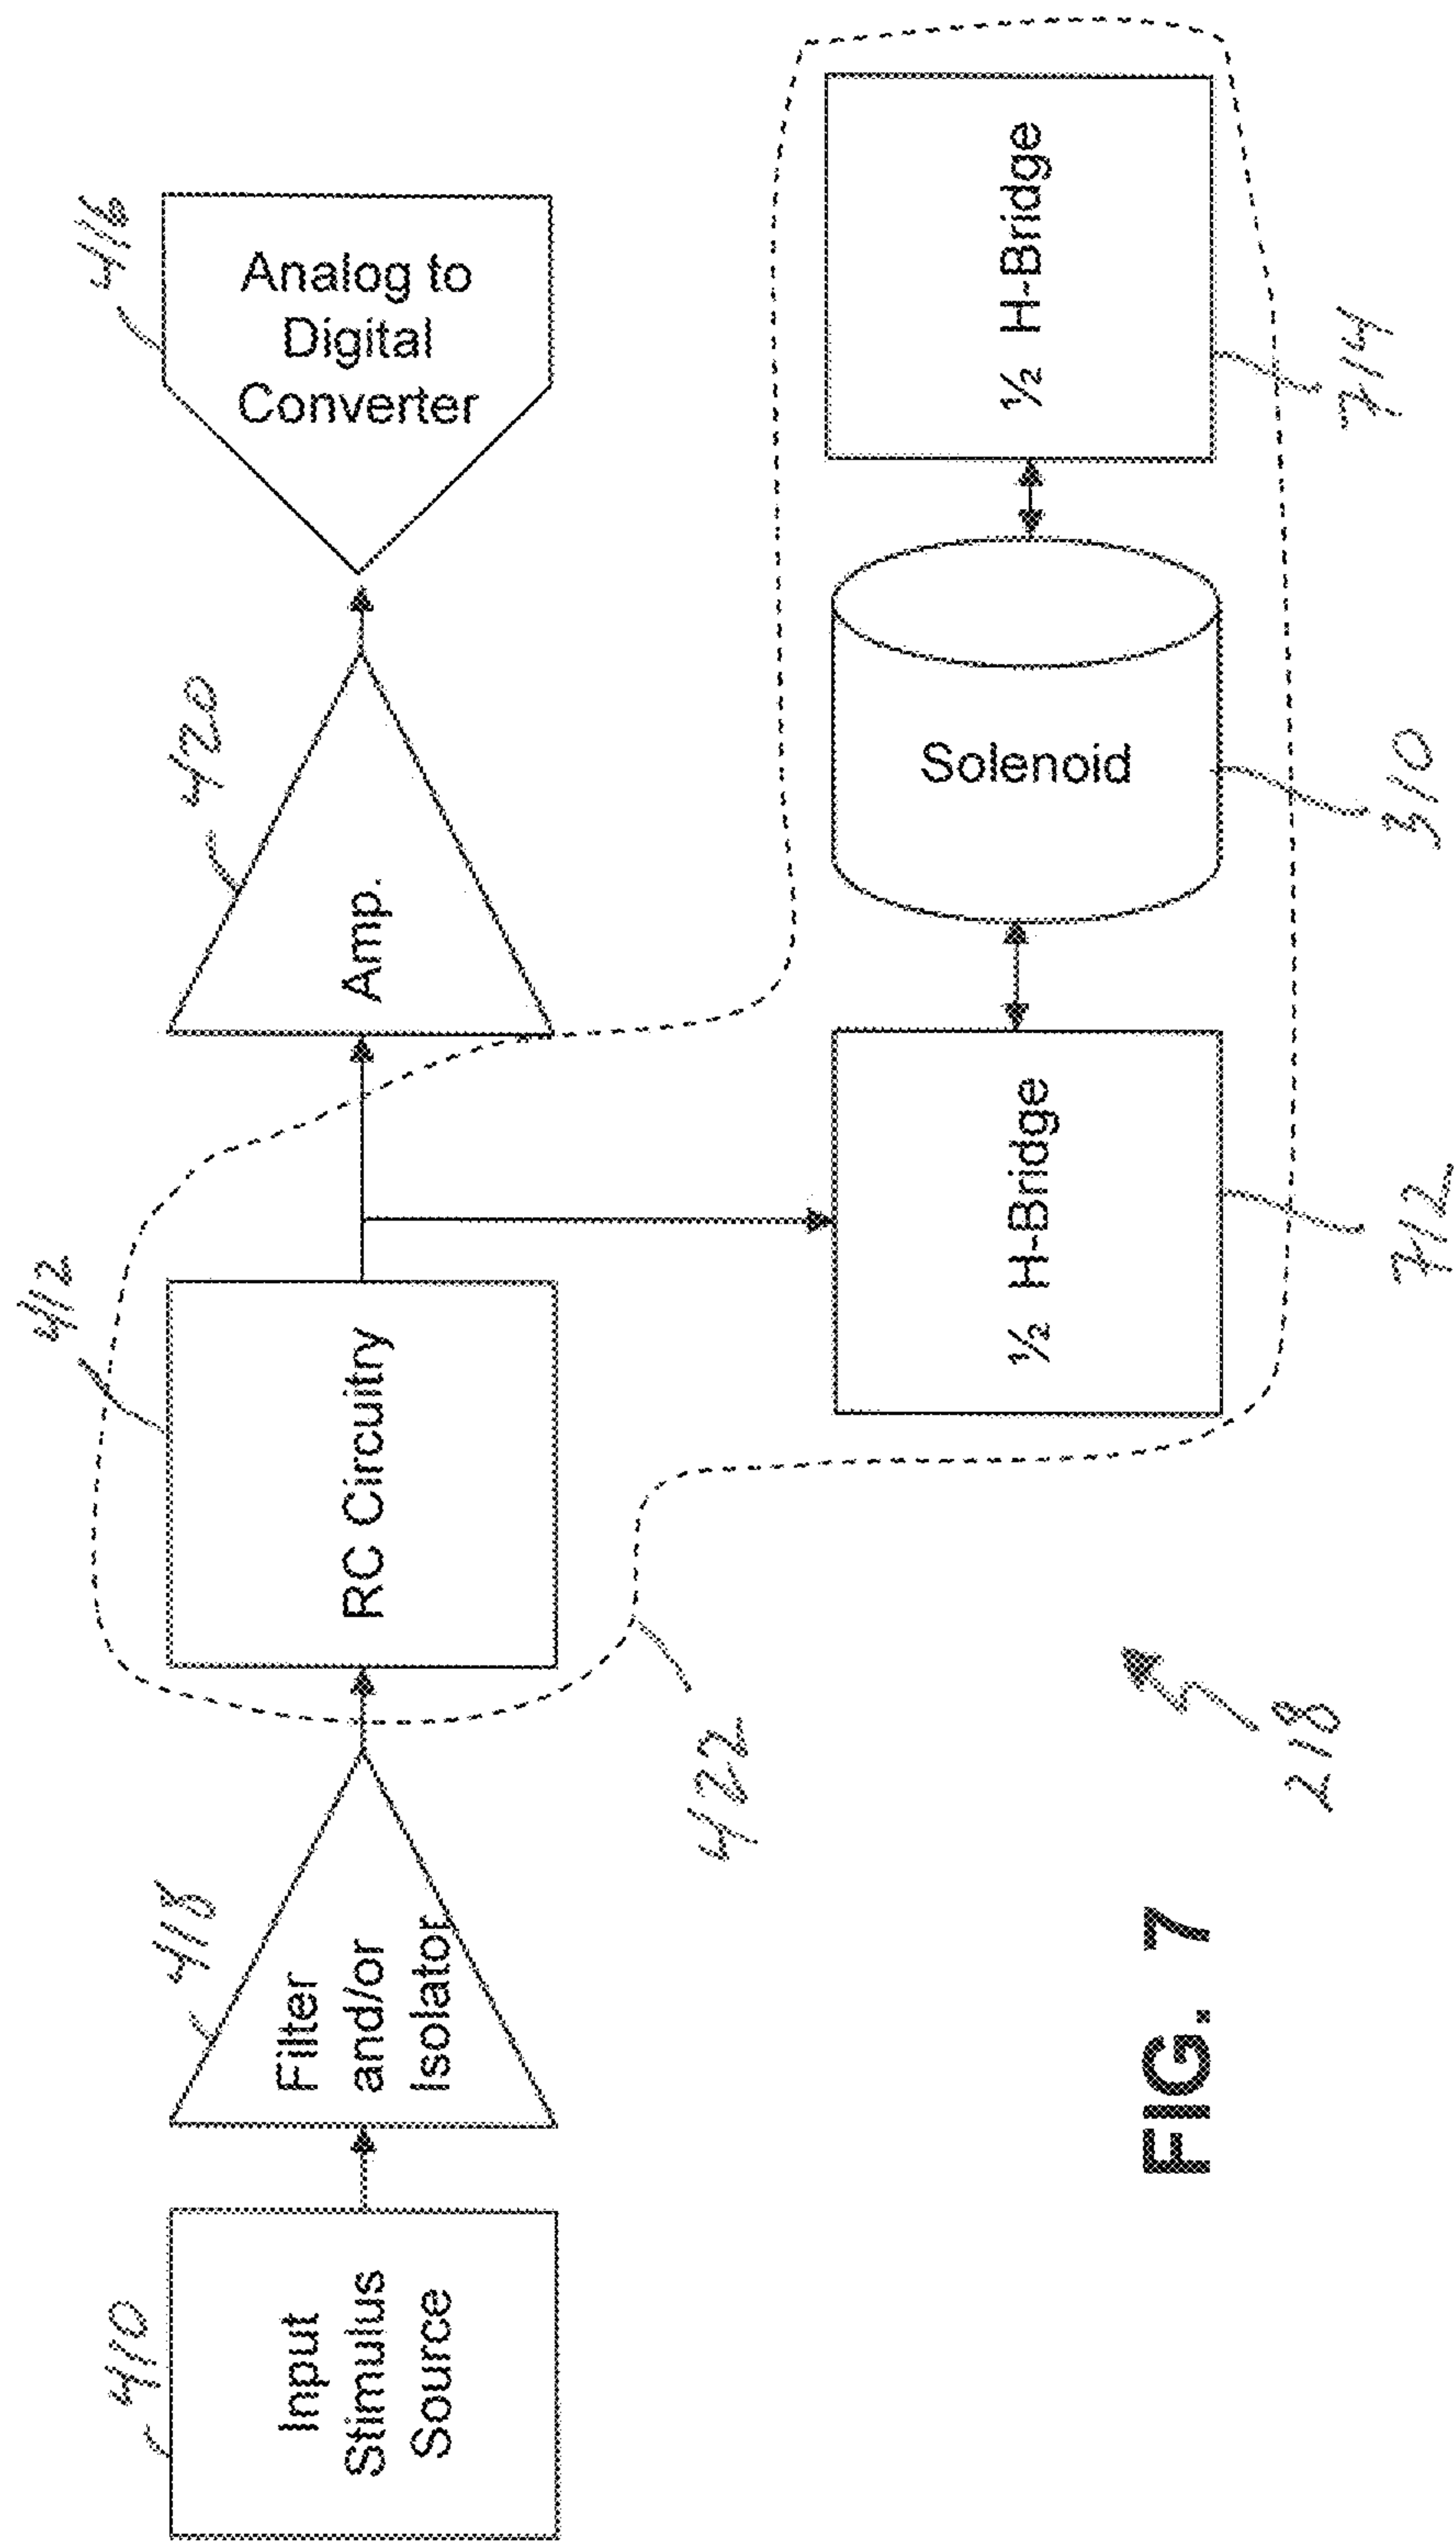 410
Input
Stimulus
Source
418
Filter
and/or
Isolator
412
RC Circuitry
420
Amp.
416
Analog to
Digital
Converter
422
712
½ H-Bridge
310
Solenoid
714
½ H-Bridge
218
FIG. 7